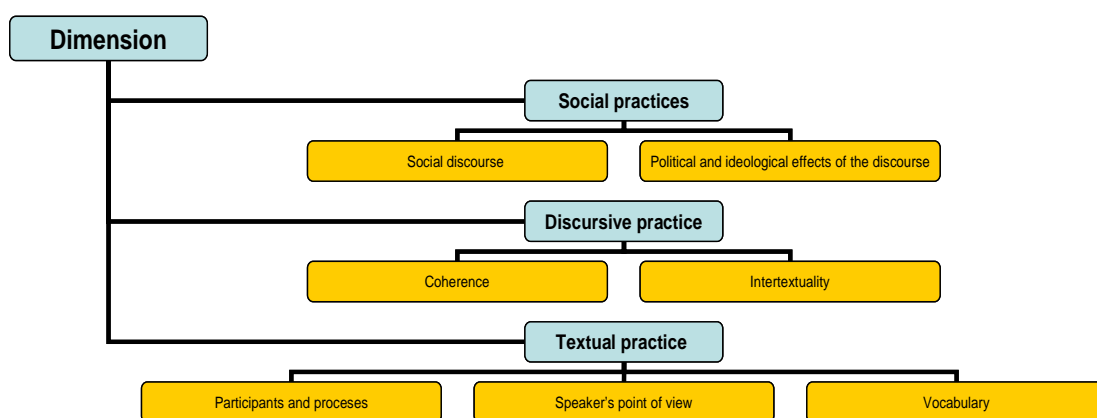 Dimension
Social practices
Social discourse
Political and ideological effects of the discourse
Discursive practice
Coherence
Intertextuality
Textual practice
Participants and proceses
Speaker's point of view
Vocabulary